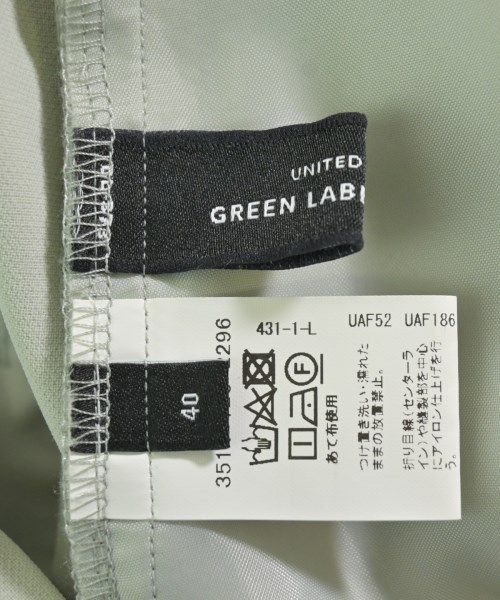 UNITED
GREEN LAB
40
431-1-L
UAF52 UAF186
あて布使用
つけ置き洗い・濡れた
ままの放置禁止。
折り目線(センターラ
イン)や縫製部を中心
にアイロン仕上げを行
う。